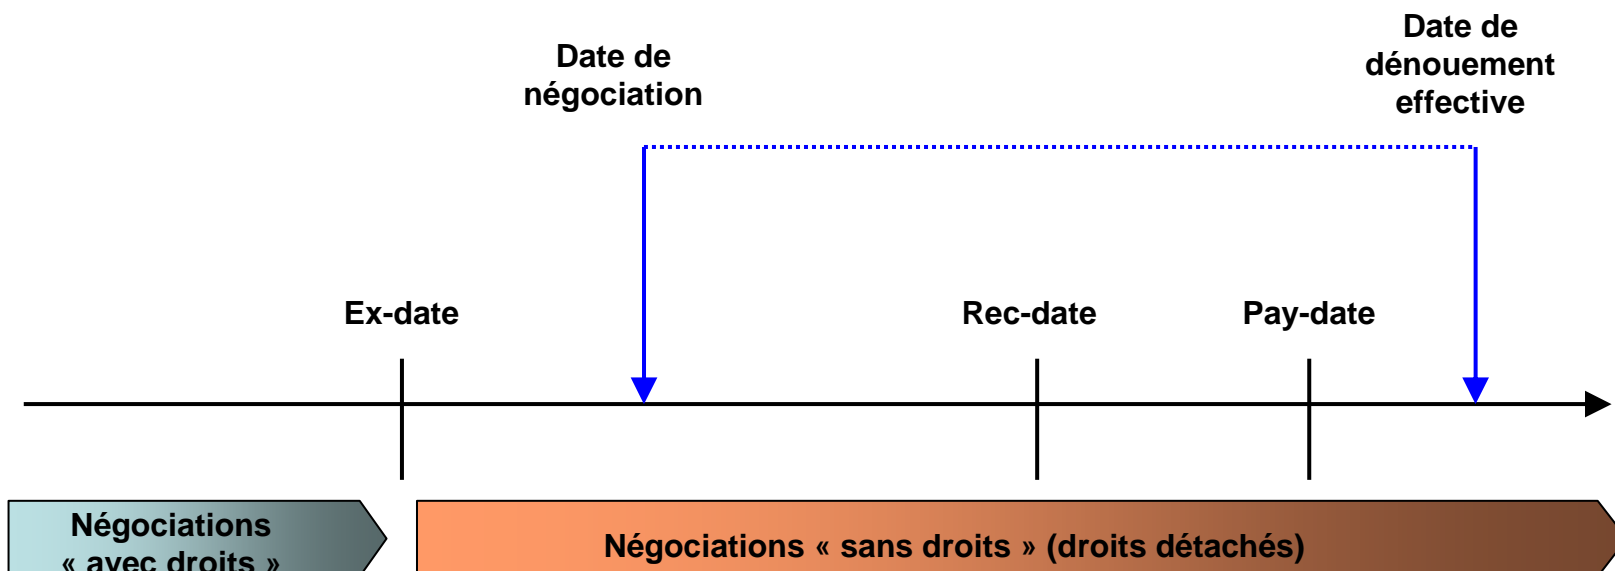 Date de
négociation
Date de
dénouement
effective
Ex-date
Rec-date
Pay-date
Négociations
« avec droits »
Négociations « sans droits » (droits détachés)